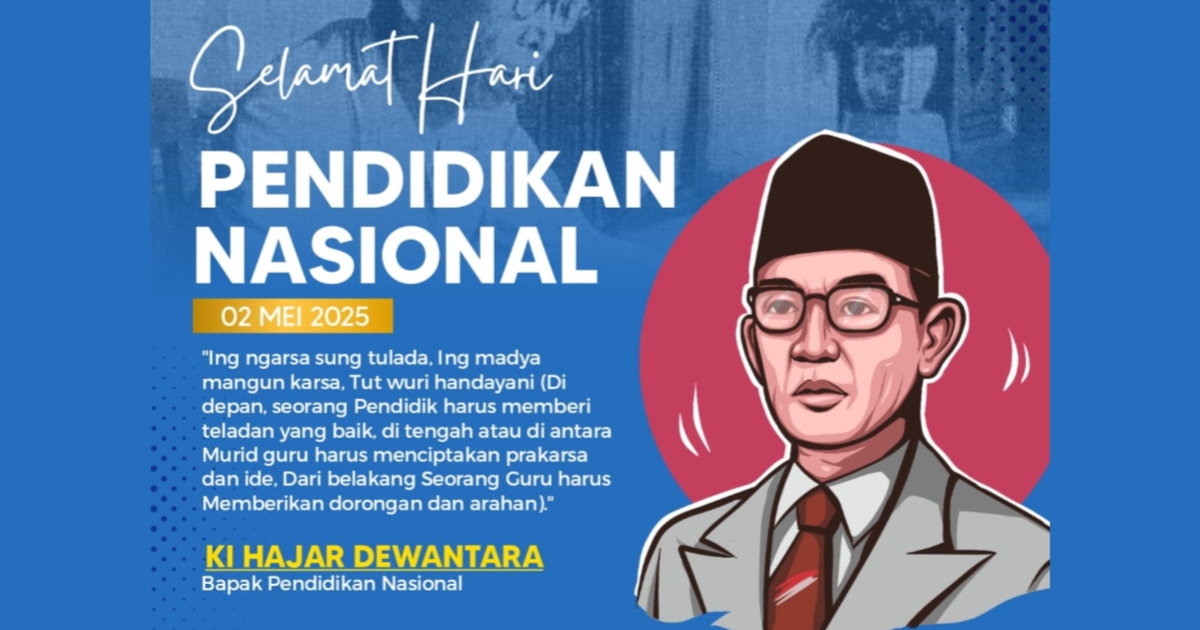 Selamat Hari
PENDIDIKAN
NASIONAL
02 MEI 2025
"Ing ngarsa sung tulada, Ing madya
mangun karsa, Tut wuri handayani (Di
depan, seorang Pendidik harus memberi
teladan yang baik, di tengah atau di antara
Murid guru harus menciptakan prakarsa
dan ide, Dari belakang Seorang Guru harus
Memberikan dorongan dan arahan)."
KI HAJAR DEWANTARA
Bapak Pendidikan Nasional